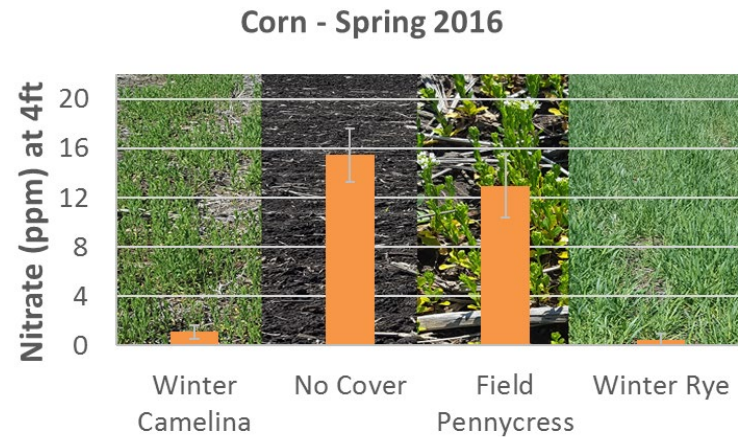 Corn - Spring 2016
Nitrate (ppm) at 4ft
20
16
12
8
4
0
Winter
Camelina
No Cover
Field
Pennycress
Winter Rye